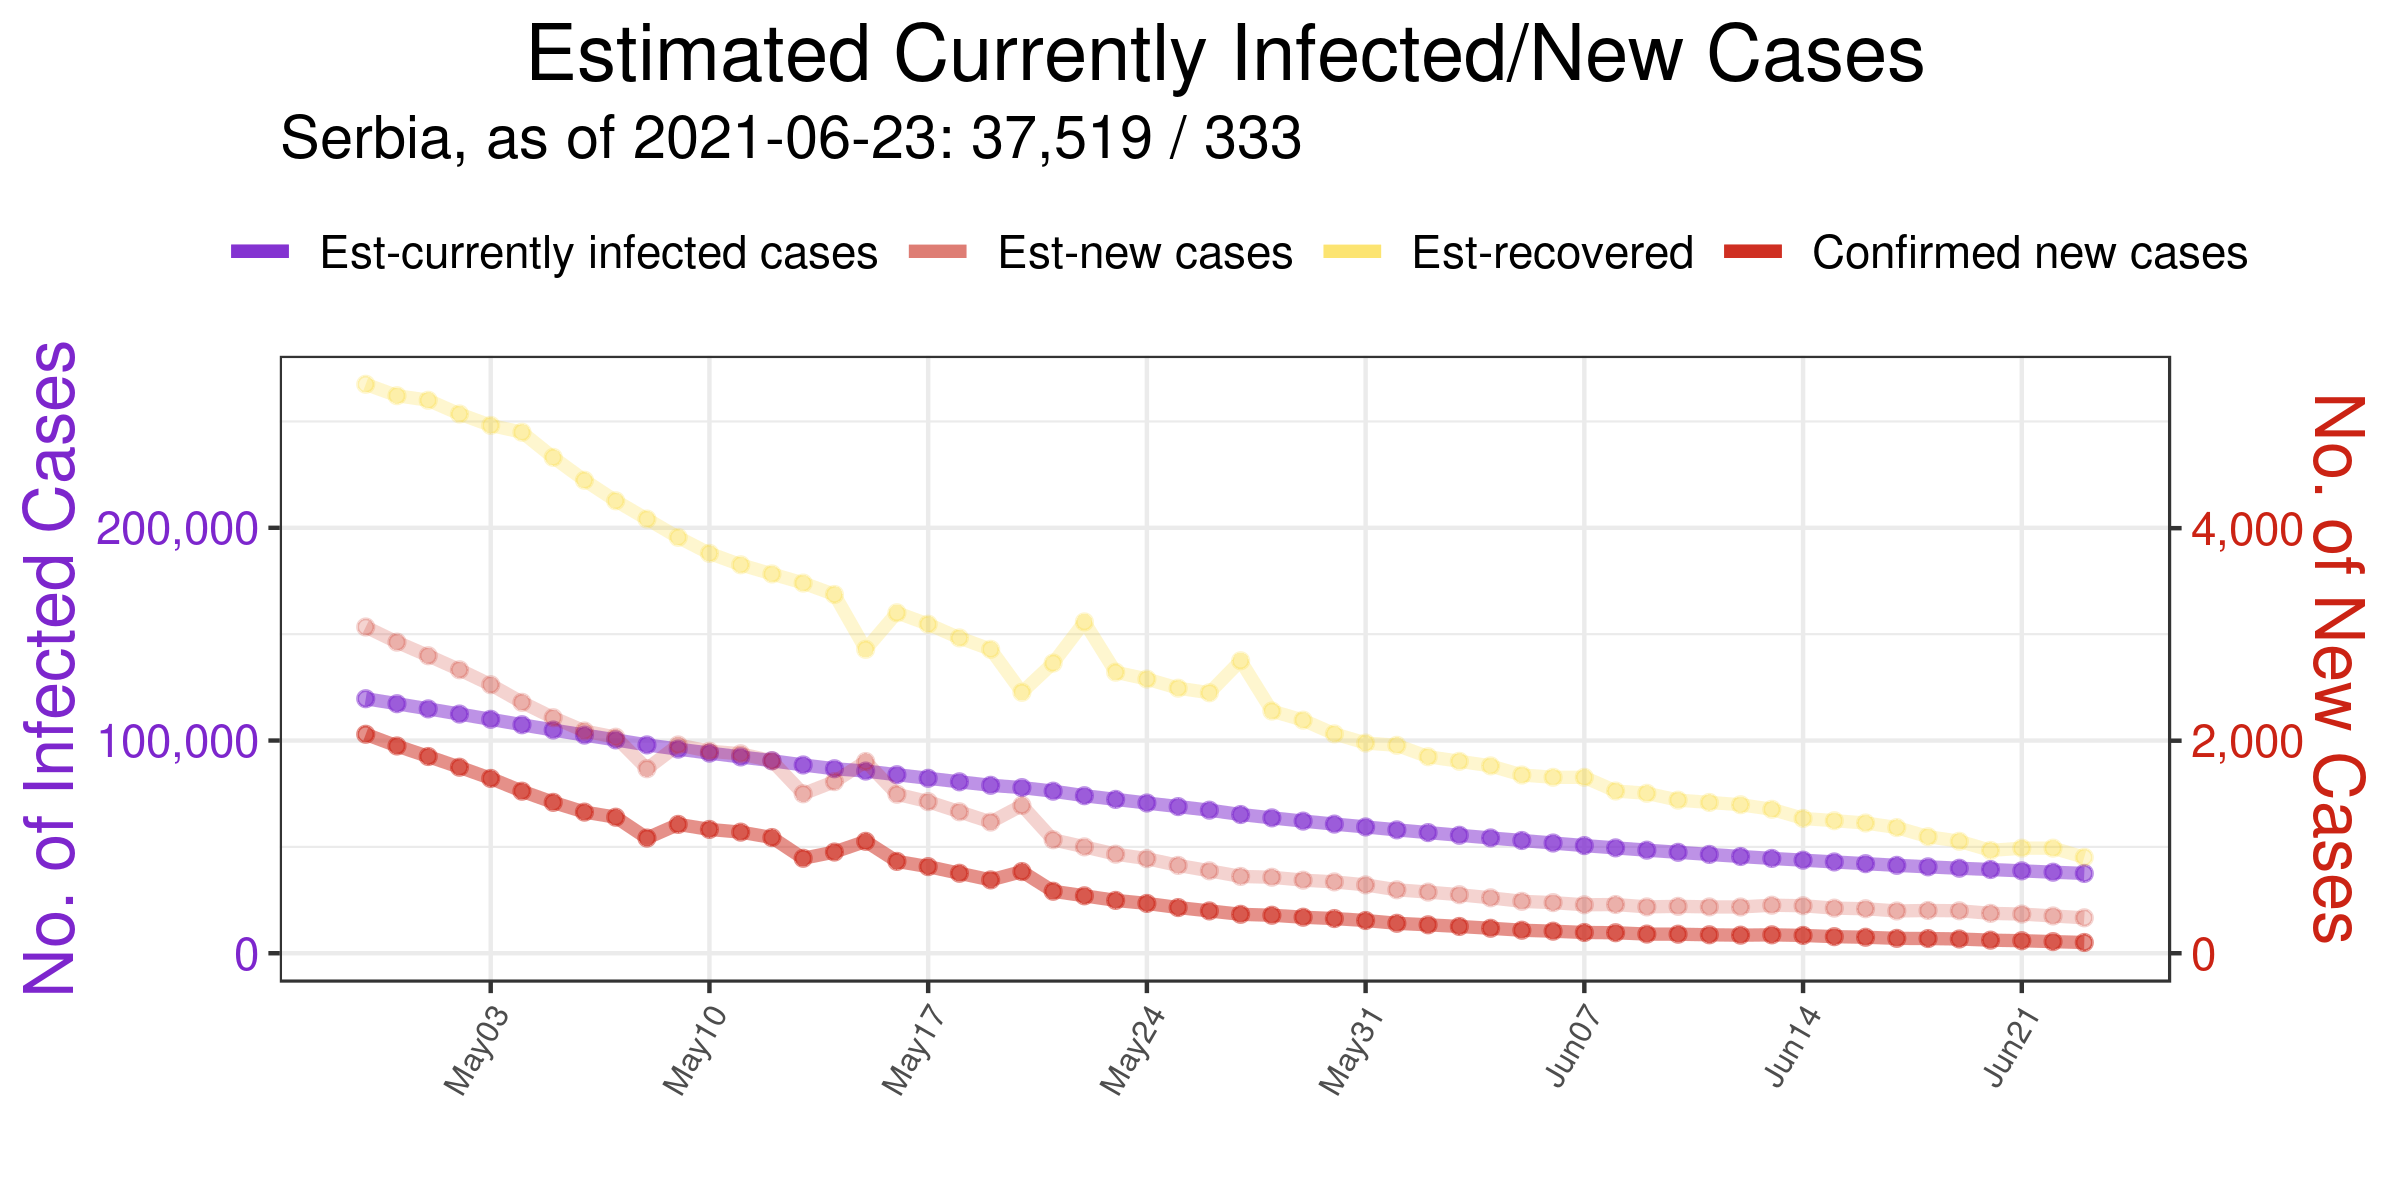 Estimated Currently Infected/New Cases
Serbia, as of 2021-06-23: 37,519 / 333
Est-currently infected cases Est-new cases Est-recovered Confirmed new cases
No. of Infected Cases
200,000
100,000
0
4,000
2,000
0
No. of New Cases
May03 May10 May17 May24 May31 Jun07 Jun14 Jun21